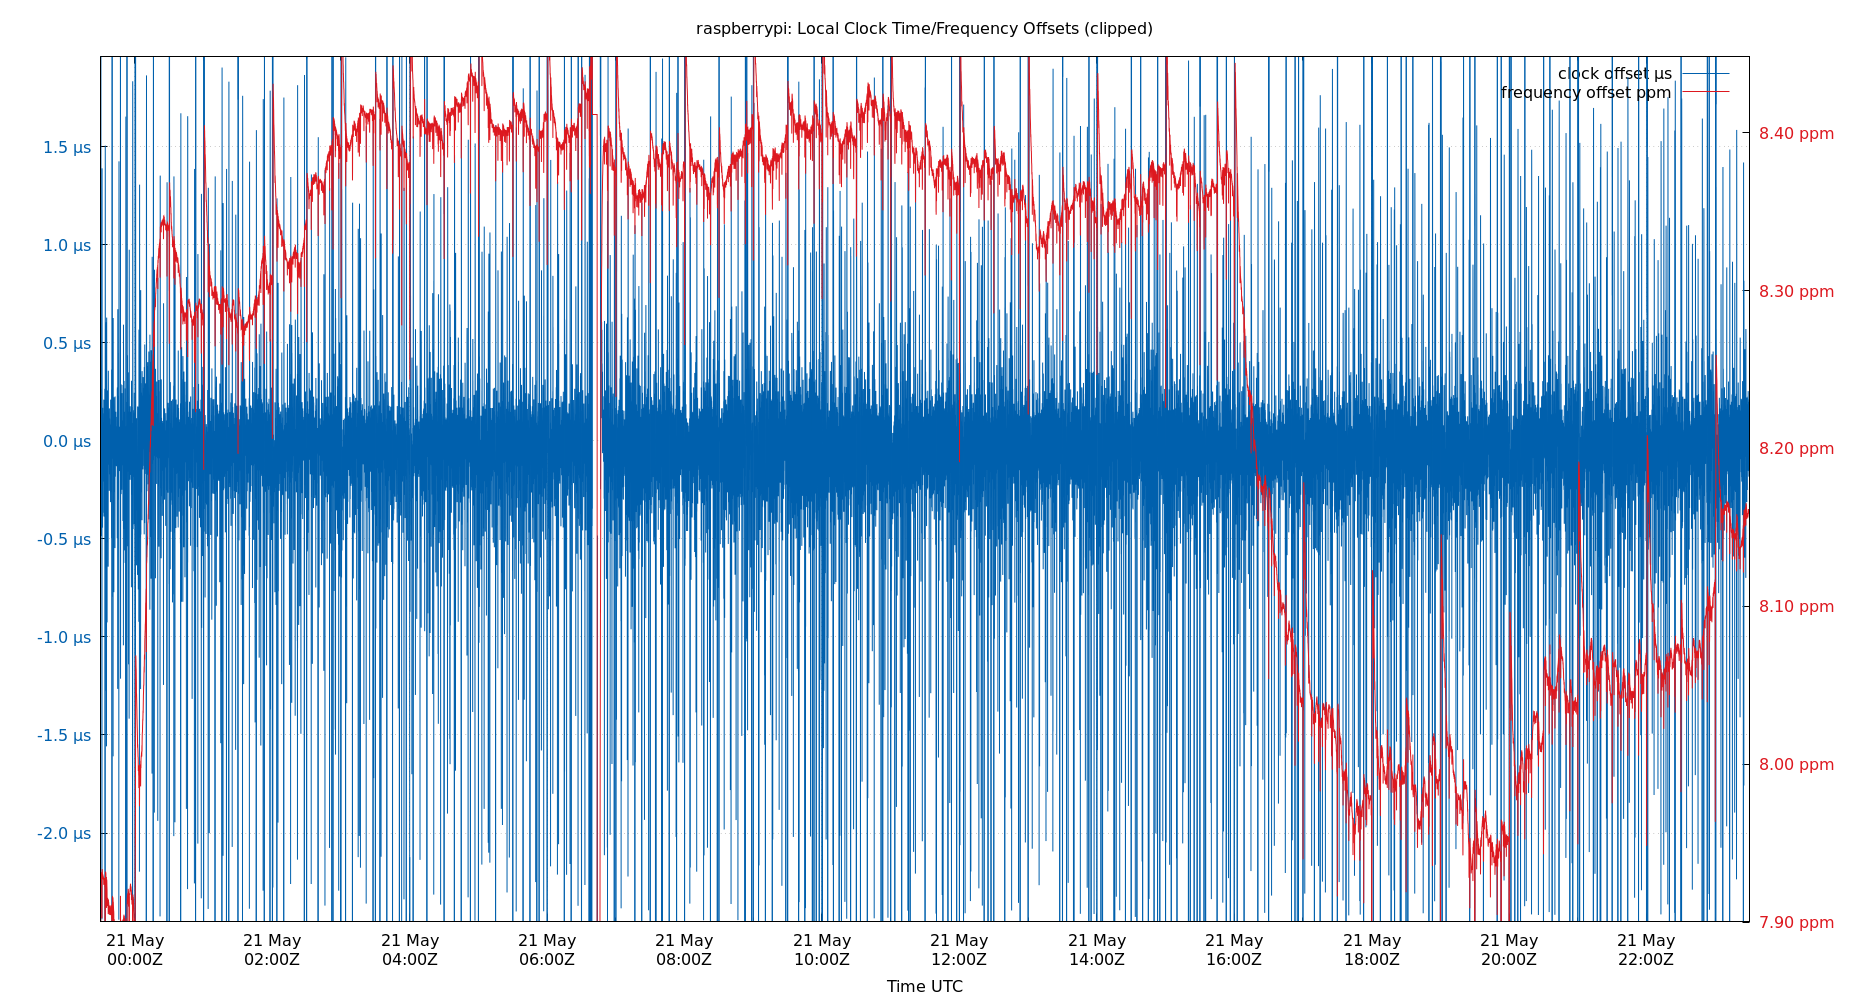 raspberrypi: Local Clock Time/Frequency Offsets (clipped)
clock offset µs
frequency offset ppm
1.5 µs
1.0 µs
0.5 µs
0.0 µs
-0.5 µs
-1.0 µs
-1.5 µs
-2.0 µs
8.40 ppm
8.30 ppm
8.20 ppm
8.10 ppm
8.00 ppm
7.90 ppm
21 May 21 May 21 May 21 May 21 May 21 May 21 May 21 May 21 May 21 May 21 May 21 May
00:00Z 02:00Z 04:00Z 06:00Z 08:00Z 10:00Z 12:00Z 14:00Z 16:00Z 18:00Z 20:00Z 22:00Z
Time UTC